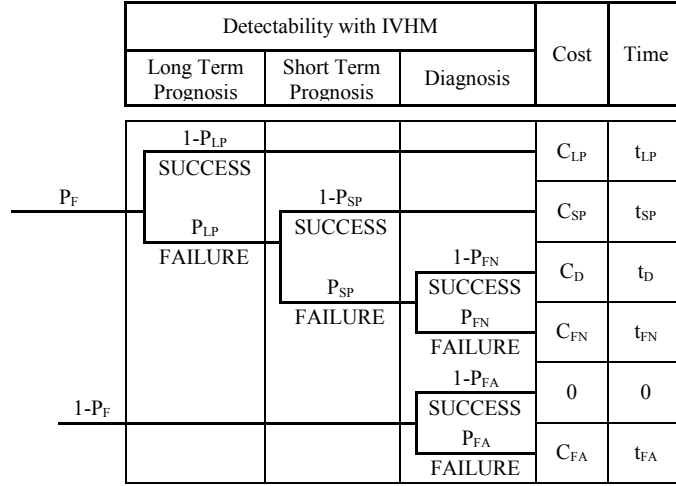 Detectability with IVHM
Cost
Time
Long Term
Prognosis
Short Term
Prognosis
Diagnosis
1-P_LP
SUCCESS
C_LP
t_LP
P_F
1-P_SP
P_LP
SUCCESS
C_SP
t_SP
FAILURE
1-P_FN
P_SP
SUCCESS
C_D
t_D
FAILURE
P_FN
FAILURE
C_FN
t_FN
1-P_FA
1-P_F
SUCCESS
0
0
P_FA
FAILURE
C_FA
t_FA